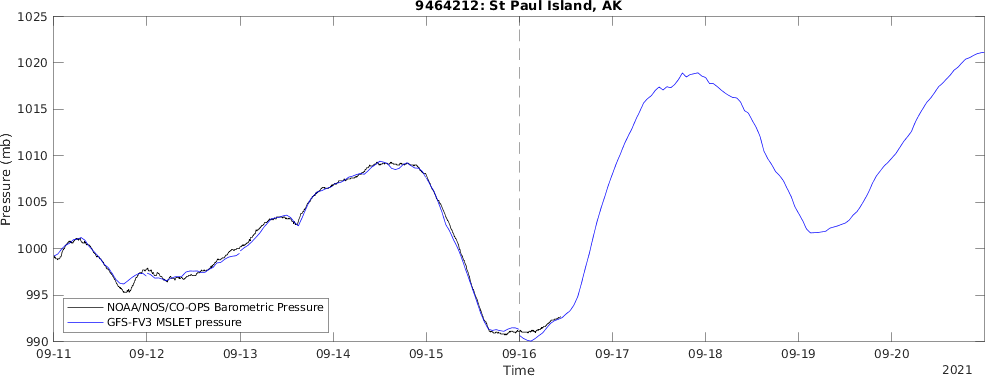 9464212: St Paul Island, AK
Pressure (mb)
1025
1020
1015
1010
1005
1000
995
990
NOAA/NOS/CO-OPS Barometric Pressure
GFS-FV3 MSLET pressure
09-11 09-12 09-13 09-14 09-15 09-16 09-17 09-18 09-19 09-20
Time
2021